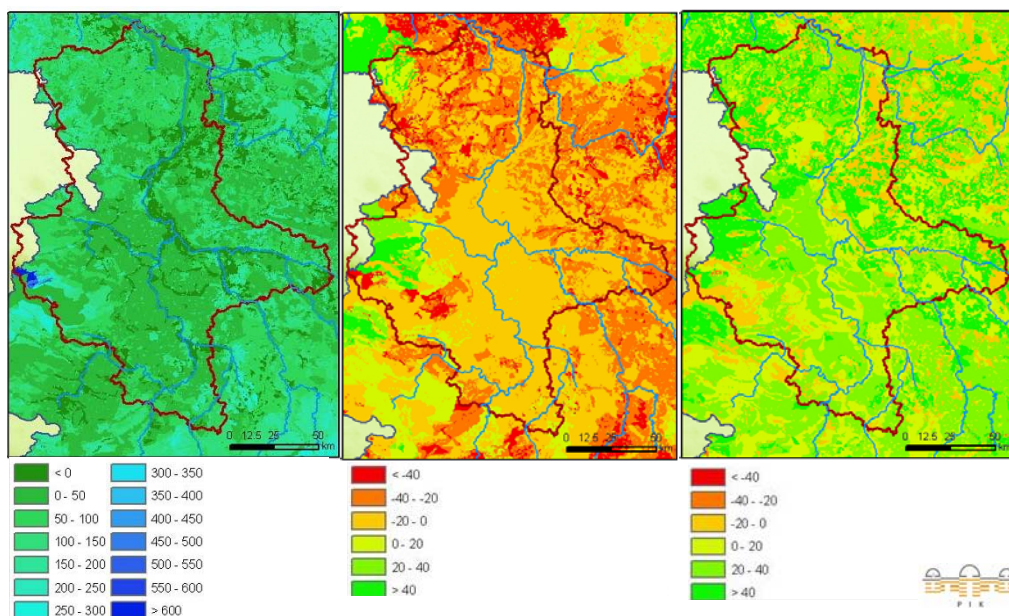 0 12.5 25 50
km
0 12.5 25 50
km
0 12.5 25 50
km
< 0
0 - 50
50 - 100
100 - 150
150 - 200
200 - 250
250 - 300
300 - 350
350 - 400
400 - 450
450 - 500
500 - 550
550 - 600
> 600
< -40
-40 - -20
-20 - 0
0 - 20
20 - 40
> 40
< -40
-40 - -20
-20 - 0
0 - 20
20 - 40
> 40
P I K